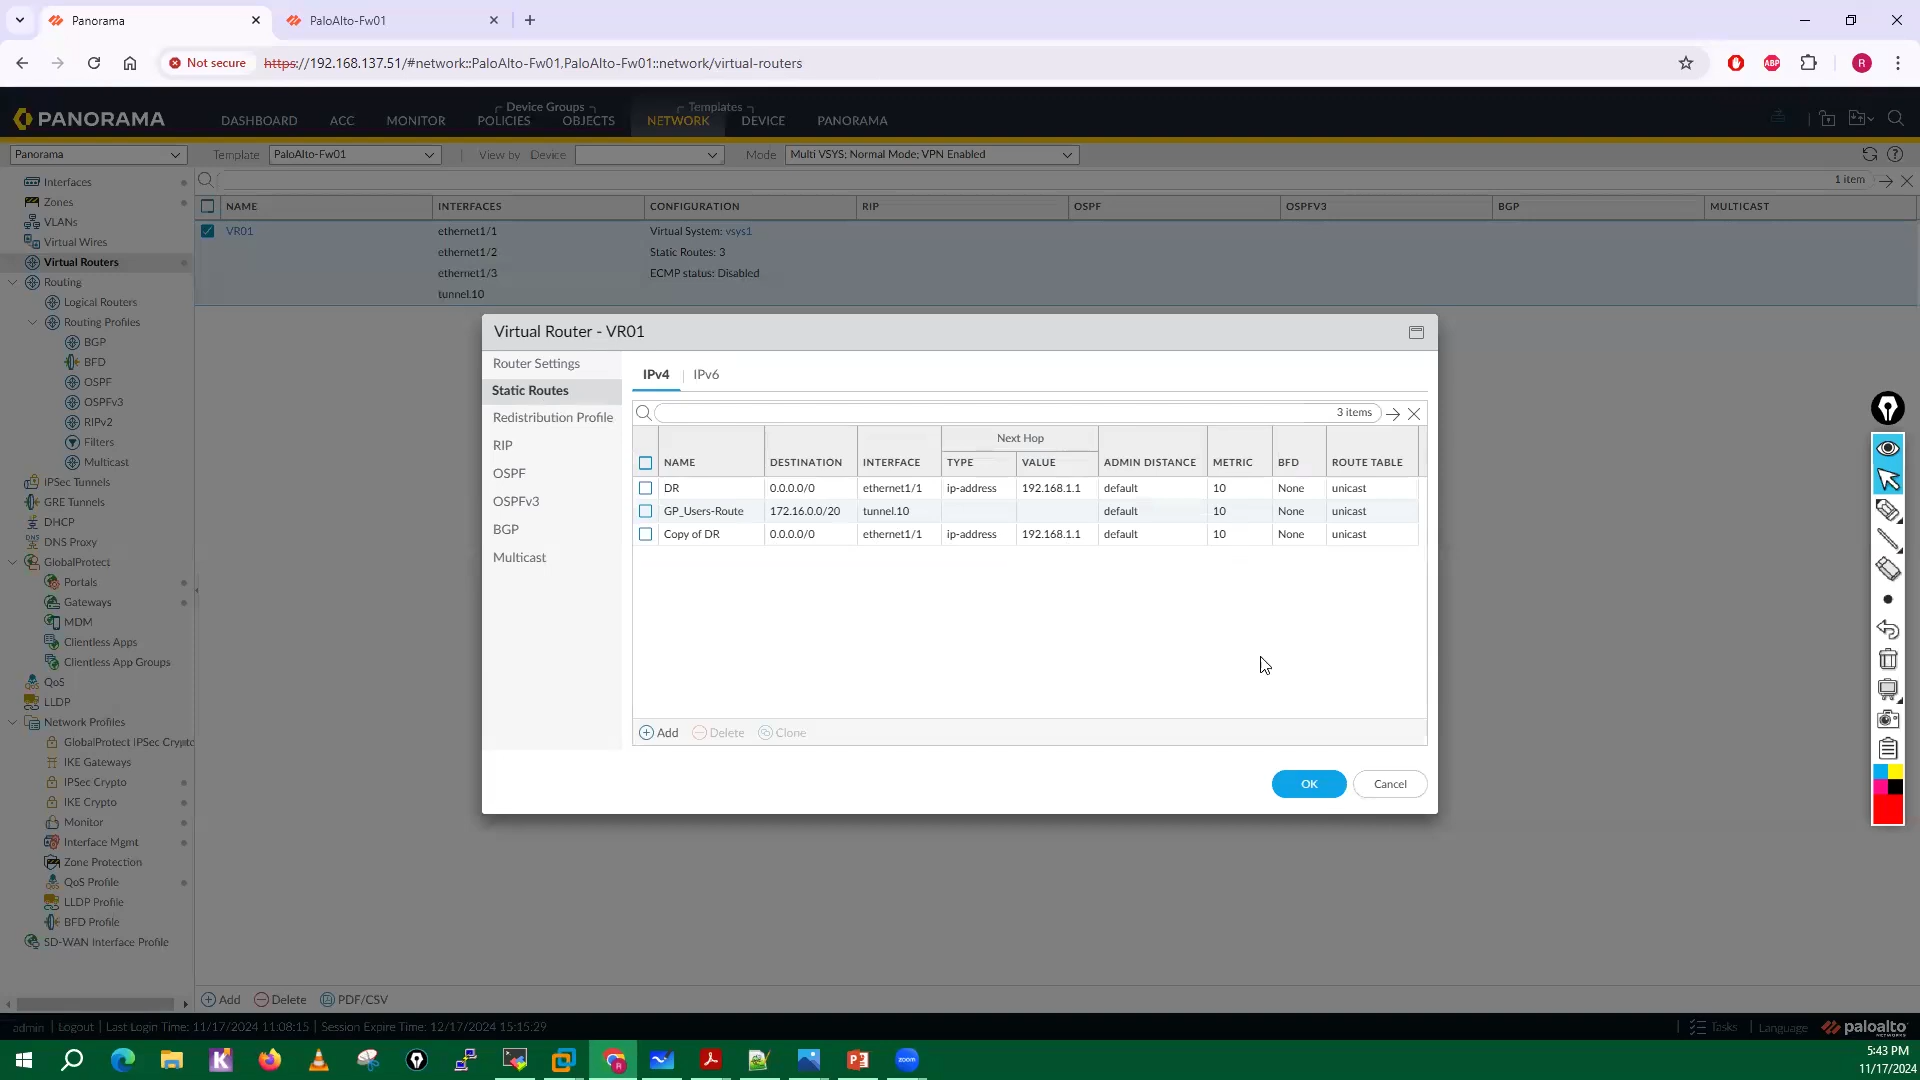 Panorama
PaloAlto-Fw01
Not secure
https://192.168.137.51/#network::PaloAlto-Fw01,PaloAlto-Fw01::network/virtual-routers
R
PANORAMA
DASHBOARD
ACC
MONITOR
Device Groups
POLICIES
OBJECTS
Templates
NETWORK
DEVICE
PANORAMA
Panorama
Template
PaloAlto-Fw01
View by
Device
Mode
Multi VSYS; Normal Mode; VPN Enabled
Interfaces
Zones
VLANs
Virtual Wires
Virtual Routers
Routing
Logical Routers
Routing Profiles
BGP
BFD
OSPF
OSPFv3
RIPv2
Filters
Multicast
IPSec Tunnels
GRE Tunnels
DHCP
DNS Proxy
GlobalProtect
Portals
Gateways
MDM
Clientless Apps
Clientless App Groups
QoS
LLDP
Network Profiles
GlobalProtect IPSec Crypto
IKE Gateways
IPSec Crypto
IKE Crypto
Monitor
Interface Mgmt
Zone Protection
QoS Profile
LLDP Profile
BFD Profile
SD-WAN Interface Profile
1 item
NAME INTERFACES CONFIGURATION RIP OSPF OSPFV3 BGP MULTICAST
VR01 ethernet1/1 Virtual System: vsys1
ethernet1/2 Static Routes: 3
ethernet1/3 ECMP status: Disabled
tunnel.10
Virtual Router - VR01
Router Settings
Static Routes
Redistribution Profile
RIP
OSPF
OSPFv3
BGP
Multicast
IPv4 IPv6
3 items
Next Hop
NAME DESTINATION INTERFACE TYPE VALUE ADMIN DISTANCE METRIC BFD ROUTE TABLE
DR 0.0.0.0/0 ethernet1/1 ip-address 192.168.1.1 default 10 None unicast
GP_Users-Route 172.16.0.0/20 tunnel.10 default 10 None unicast
Copy of DR 0.0.0.0/0 ethernet1/1 ip-address 192.168.1.1 default 10 None unicast
Add Delete Clone
OK Cancel
Add Delete PDF/CSV
admin | Logout | Last Login Time: 11/17/2024 11:08:15 | Session Expire Time: 12/17/2024 15:15:29
Tasks | Language
paloalto
NETWORKS
ABP
zoom
5:43 PM
11/17/2024